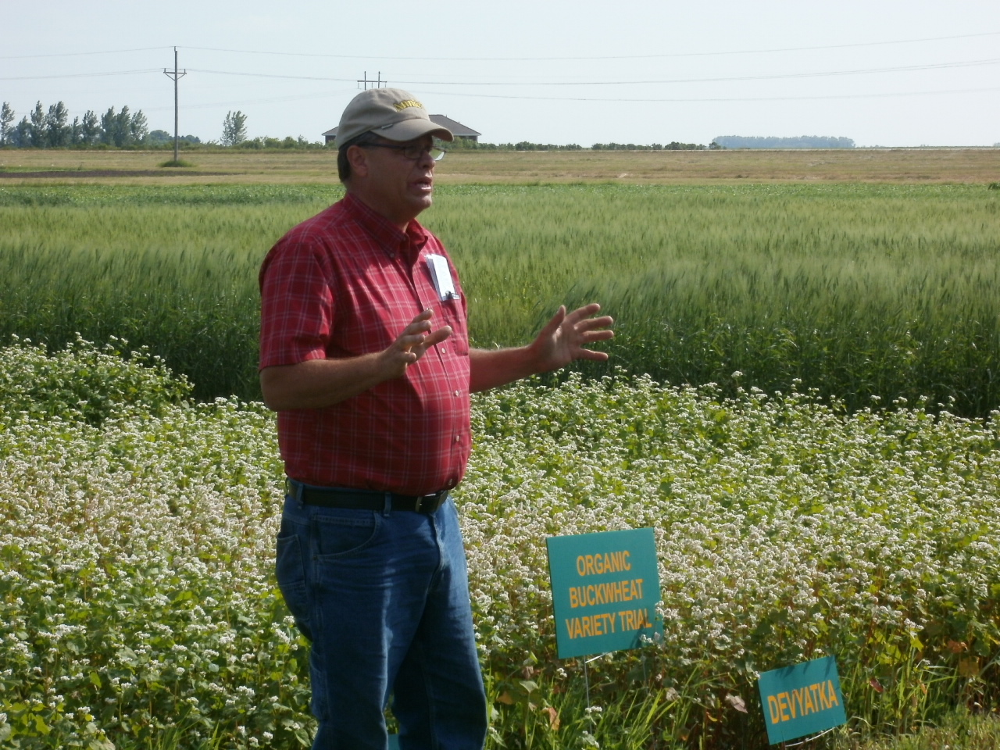 ORGANIC
BUCKWHEAT
VARIETY TRIAL
DEVYATKA